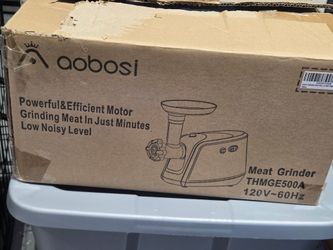 aobosi
Powerful&Efficient Motor
Grinding Meat In Just Minutes
Low Noisy Level
Meat Grinder
THMGE500A
120V~60Hz